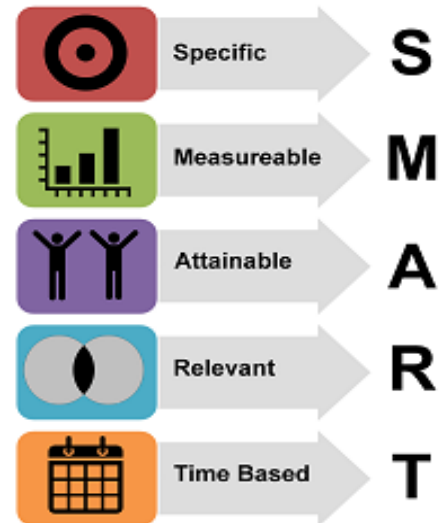 Specific S
Measureable M
Attainable A
Relevant R
Time Based T